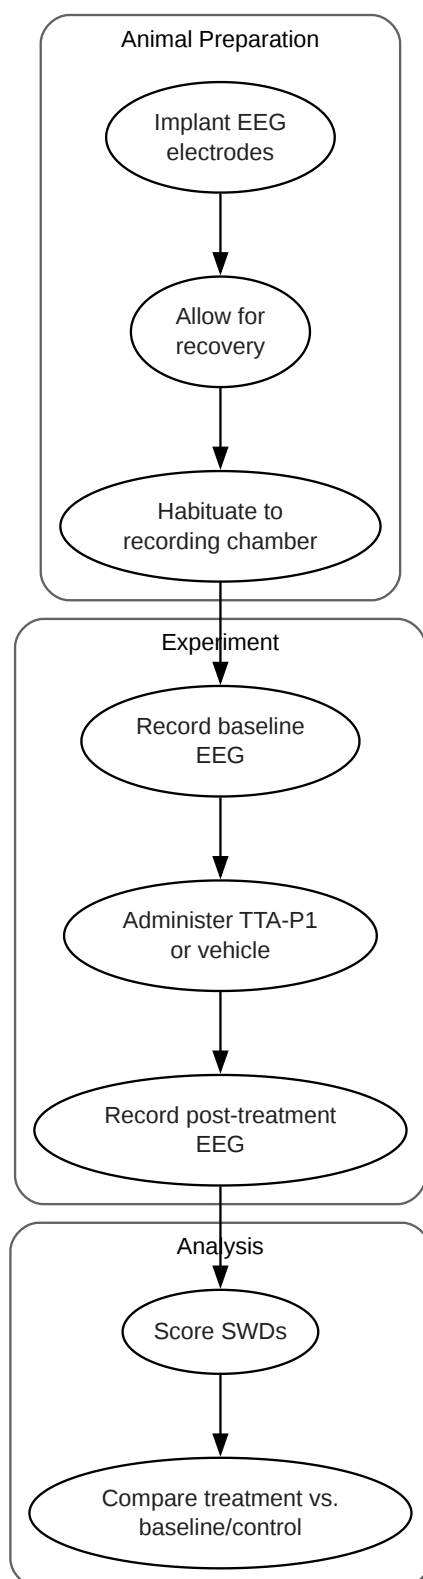 Animal Preparation
Implant EEG
electrodes
Allow for
recovery
Habituate to
recording chamber
Experiment
Record baseline
EEG
Administer TTA-P1
or vehicle
Record post-treatment
EEG
Analysis
Score SWDs
Compare treatment vs.
baseline/control